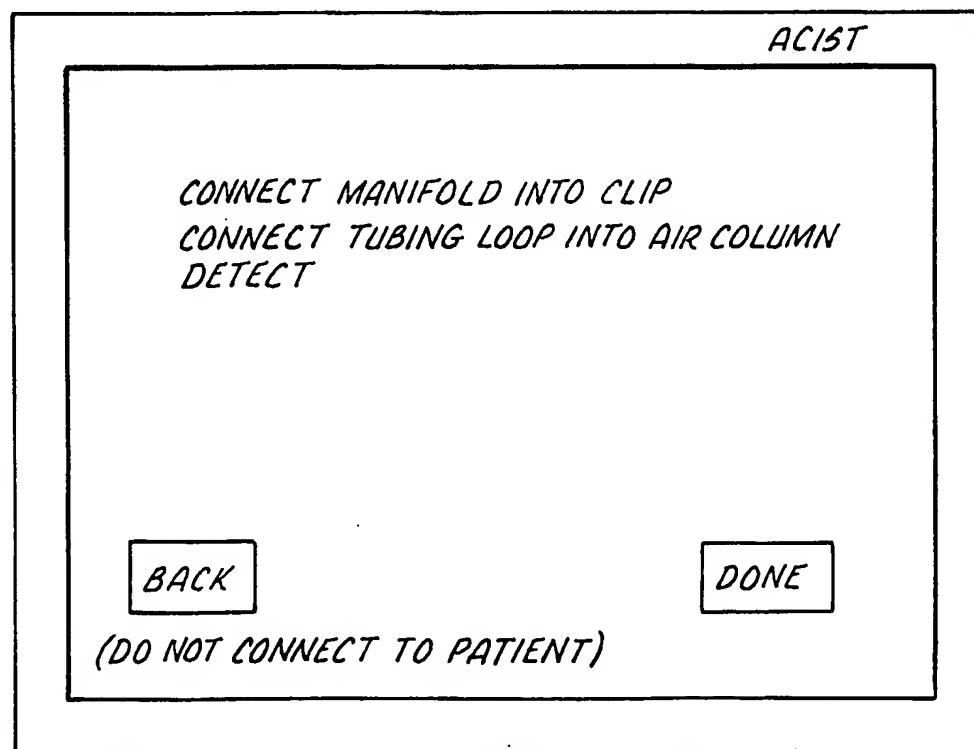 ACIST
CONNECT MANIFOLD INTO CLIP
CONNECT TUBING LOOP INTO AIR COLUMN
DETECT
BACK
DONE
(DO NOT CONNECT TO PATIENT)